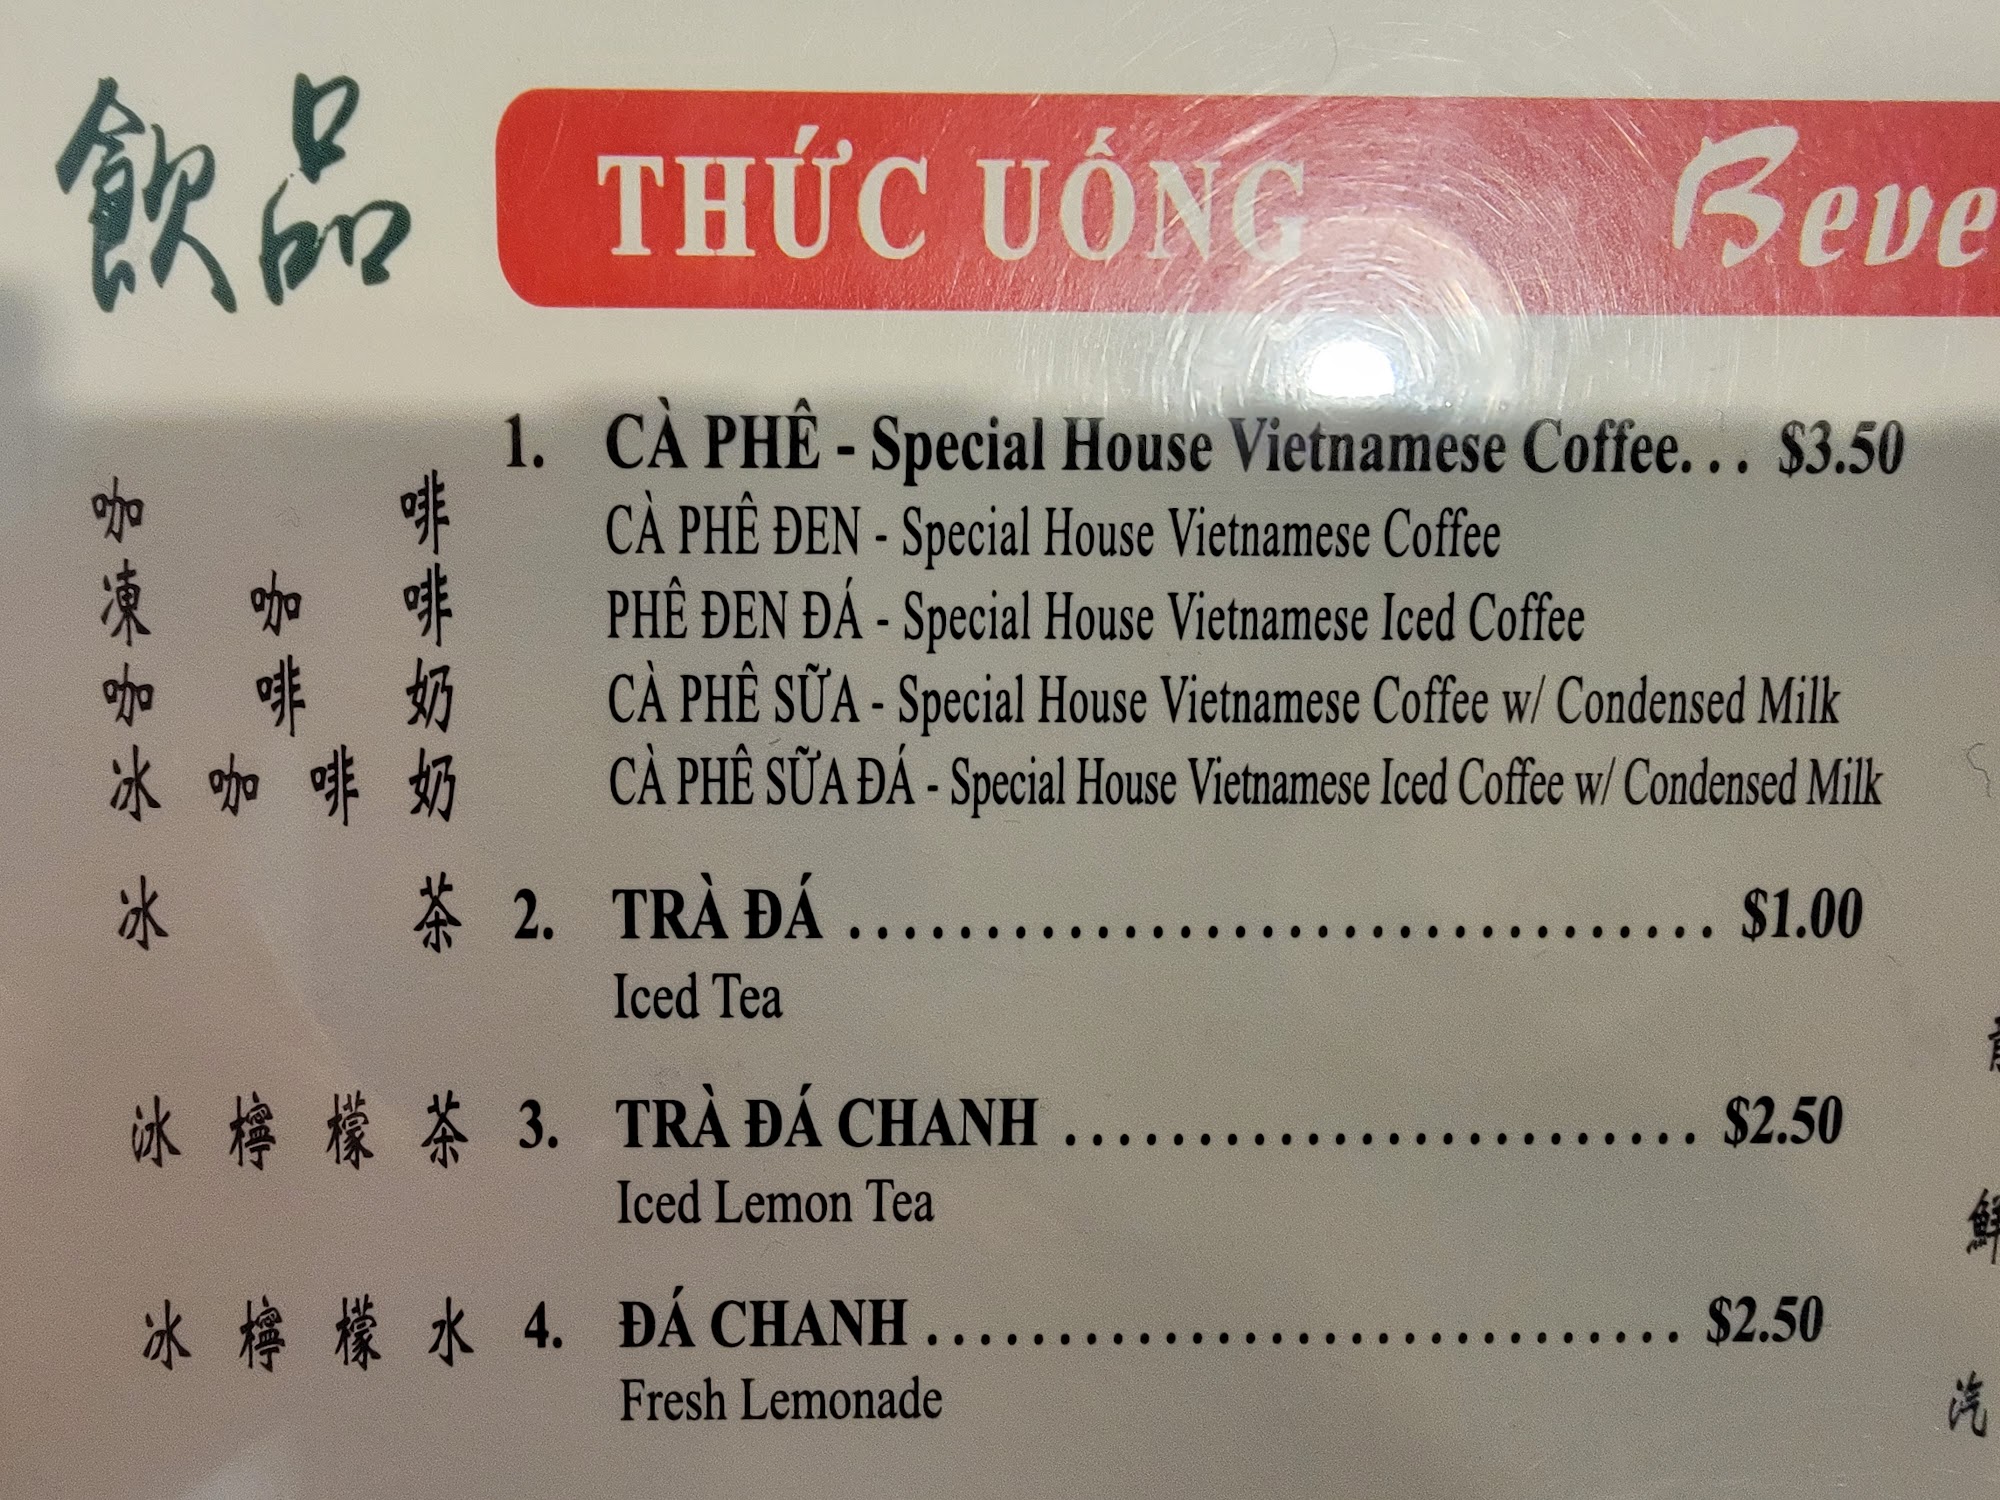 飲品 THỨC UỐNG Beve
1. CÀ PHÊ - Special House Vietnamese Coffee. . . $3.50
咖啡 CÀ PHÊ ĐEN - Special House Vietnamese Coffee
凍咖啡 PHÊ ĐEN ĐÁ - Special House Vietnamese Iced Coffee
咖啡奶 CÀ PHÊ SỮA - Special House Vietnamese Coffee w/ Condensed Milk
冰咖啡奶 CÀ PHÊ SỮA ĐÁ - Special House Vietnamese Iced Coffee w/ Condensed Milk
冰茶 2. TRÀ ĐÁ . . . . . . . . . . . . . . . . . . . . . . . . . . . . . . . . $1.00
Iced Tea
冰檸檬茶 3. TRÀ ĐÁ CHANH . . . . . . . . . . . . . . . . . . . . . . . . $2.50
Iced Lemon Tea
鮮
冰檸檬水 4. ĐÁ CHANH . . . . . . . . . . . . . . . . . . . . . . . . . . . . . $2.50
Fresh Lemonade
汽